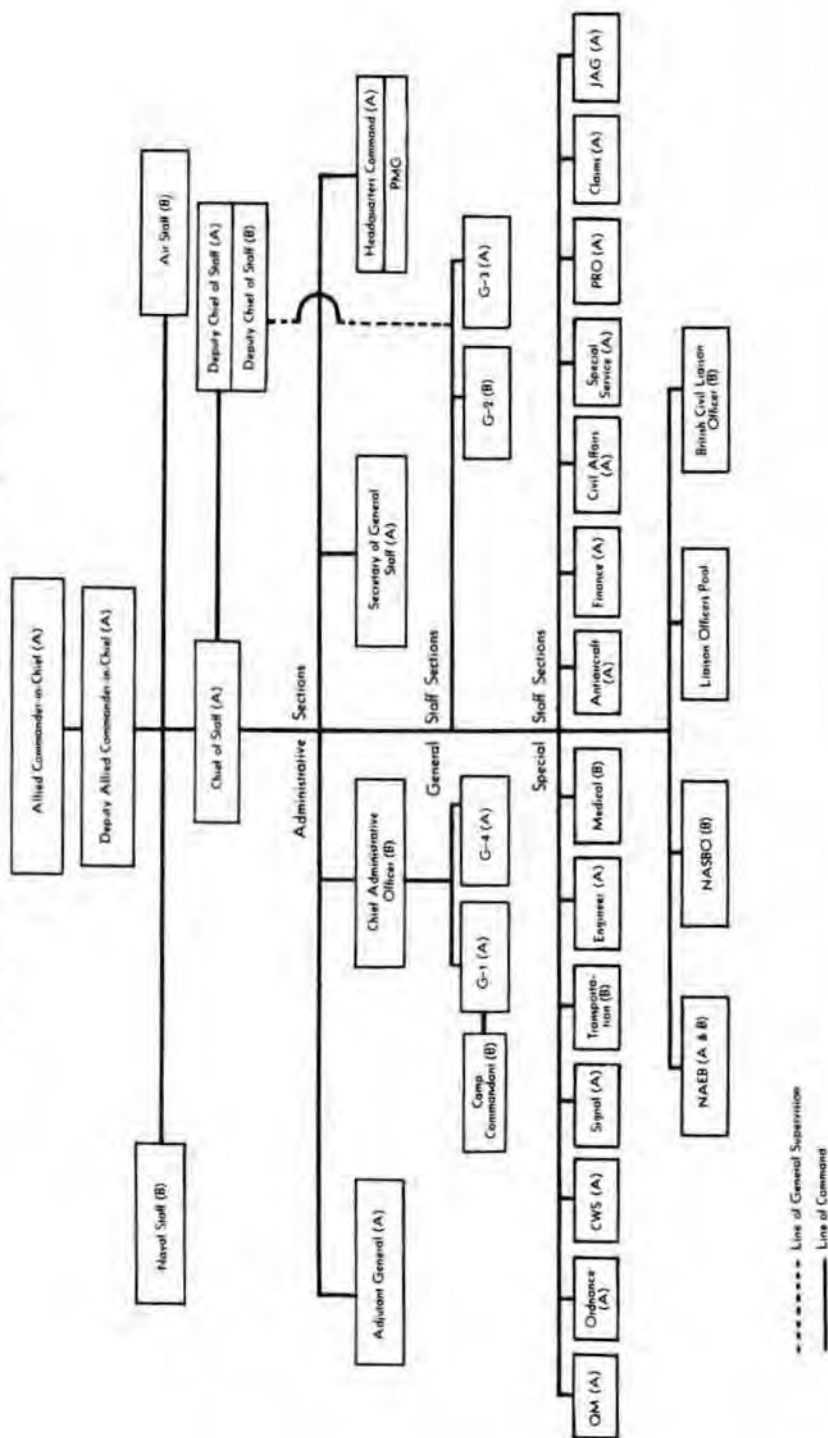 Allied Commander-in-Chief (A)
Deputy Allied Commander-in-Chief (A)
Naval Staff (B)
Air Staff (B)
Chief of Staff (A)
Deputy Chief of Staff (A)
Deputy Chief of Staff (B)
Administrative Sections
Adjutant General (A)
Chief Administrative
Officer (B)
Secretary of General
Staff (A)
Headquarters Command (A)
PMG
General Staff Sections
Camp
Commandant (B)
G-1 (A)
G-4 (A)
G-2 (B)
G-3 (A)
Special Staff Sections
QM (A)
Ordnance
(A)
CWS (A)
Signal (A)
Transporta-
tion (B)
Engineer (A)
Medical (B)
Antiaircraft
(A)
Finance (A)
Civil Affairs
(A)
Special
Service (A)
PRO (A)
Claims (A)
JAG (A)
NAEB (A & B)
NASBO (B)
Liaison Officers Pool
British Civil Liaison
Officer (B)
Line of General Supervision
Line of Command